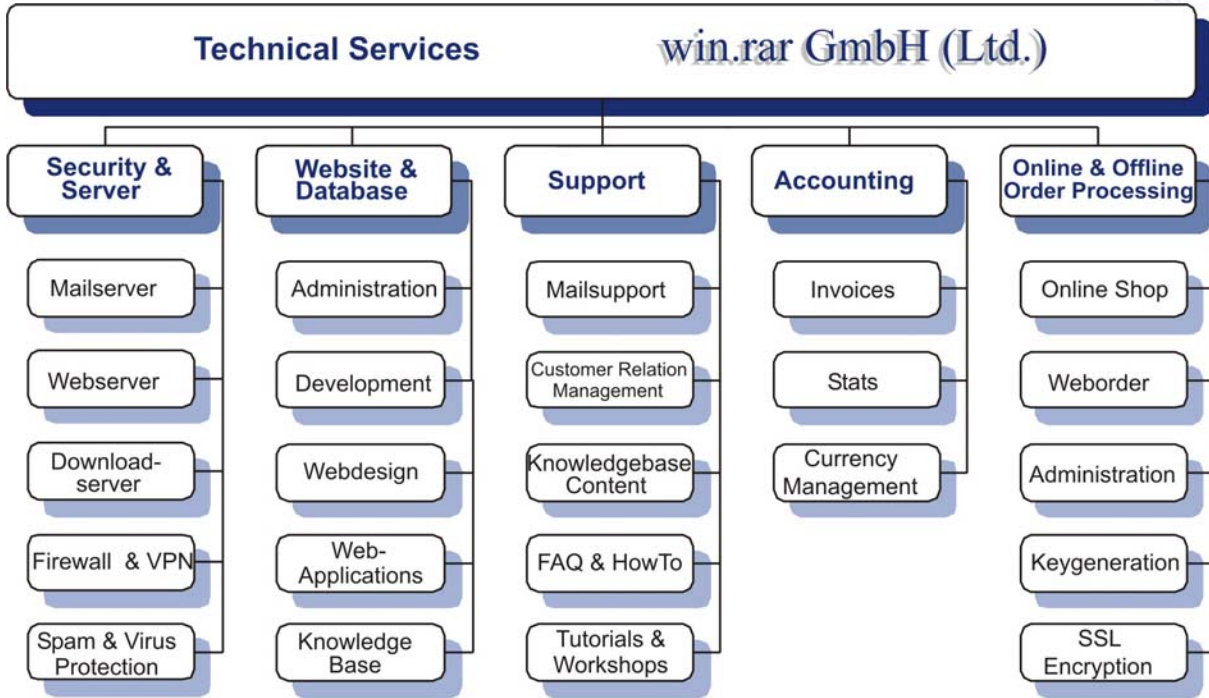 Technical Services
win.rar GmbH (Ltd.)
Security &
Server
Mailserver
Webserver
Download-
server
Firewall & VPN
Spam & Virus
Protection
Website &
Database
Administration
Development
Webdesign
Web-
Applications
Knowledge
Base
Support
Mailsupport
Customer Relation
Management
Knowledgebase
Content
FAQ & HowTo
Tutorials &
Workshops
Accounting
Invoices
Stats
Currency
Management
Online & Offline
Order Processing
Online Shop
Weborder
Administration
Keygeneration
SSL
Encryption